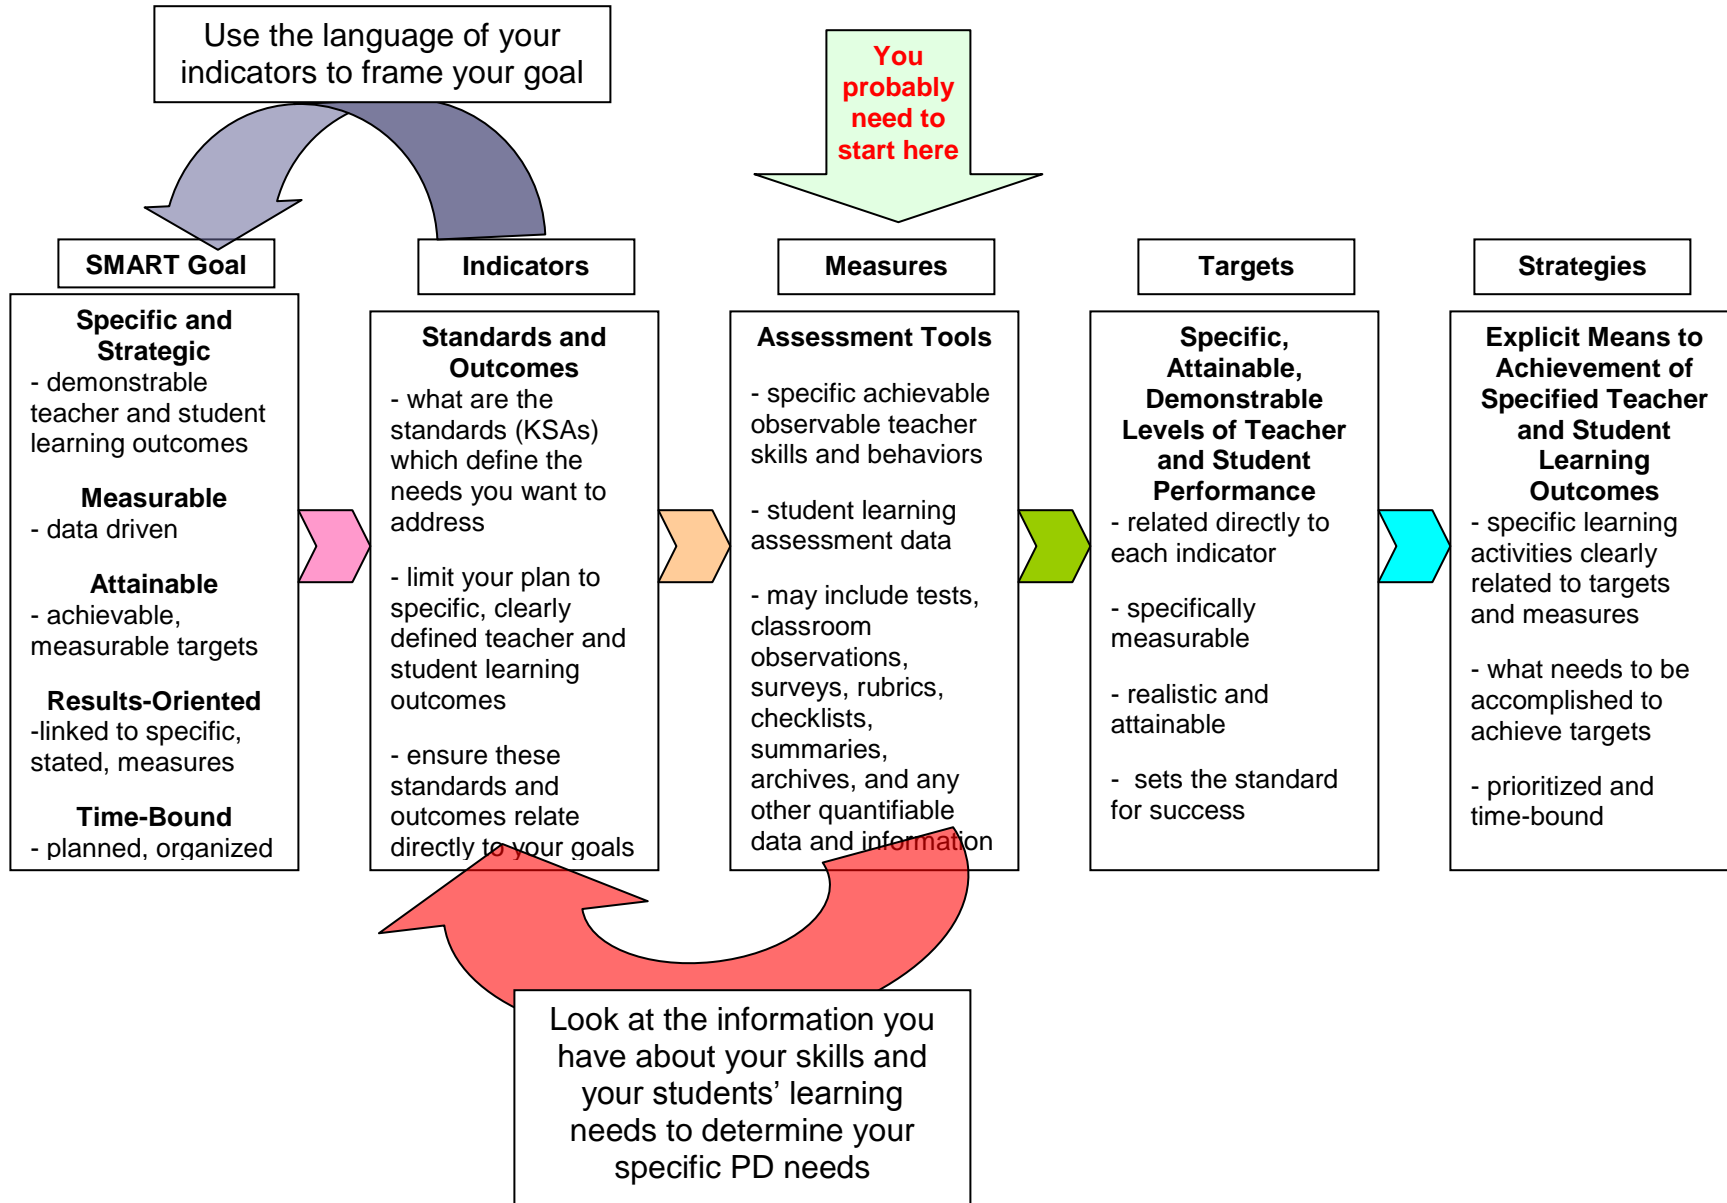 Use the language of your
indicators to frame your goal
You
probably
need to
start here
SMART Goal
Indicators
Measures
Targets
Strategies
Specific and
Strategic
- demonstrable
teacher and student
learning outcomes
Measurable
- data driven
Attainable
- achievable,
measurable targets
Results-Oriented
-linked to specific,
stated, measures
Time-Bound
- planned, organized
Standards and
Outcomes
- what are the
standards (KSAs)
which define the
needs you want to
address
- limit your plan to
specific, clearly
defined teacher and
student learning
outcomes
- ensure these
standards and
outcomes relate
directly to your goals
Assessment Tools
- specific achievable
observable teacher
skills and behaviors
- student learning
assessment data
- may include tests,
classroom
observations,
surveys, rubrics,
checklists,
summaries,
archives, and any
other quantifiable
data and information
Specific,
Attainable,
Demonstrable
Levels of Teacher
and Student
Performance
- related directly to
each indicator
- specifically
measurable
- realistic and
attainable
-  sets the standard
for success
Explicit Means to
Achievement of
Specified Teacher
and Student
Learning
Outcomes
- specific learning
activities clearly
related to targets
and measures
- what needs to be
accomplished to
achieve targets
- prioritized and
time-bound
Look at the information you
have about your skills and
your students’ learning
needs to determine your
specific PD needs